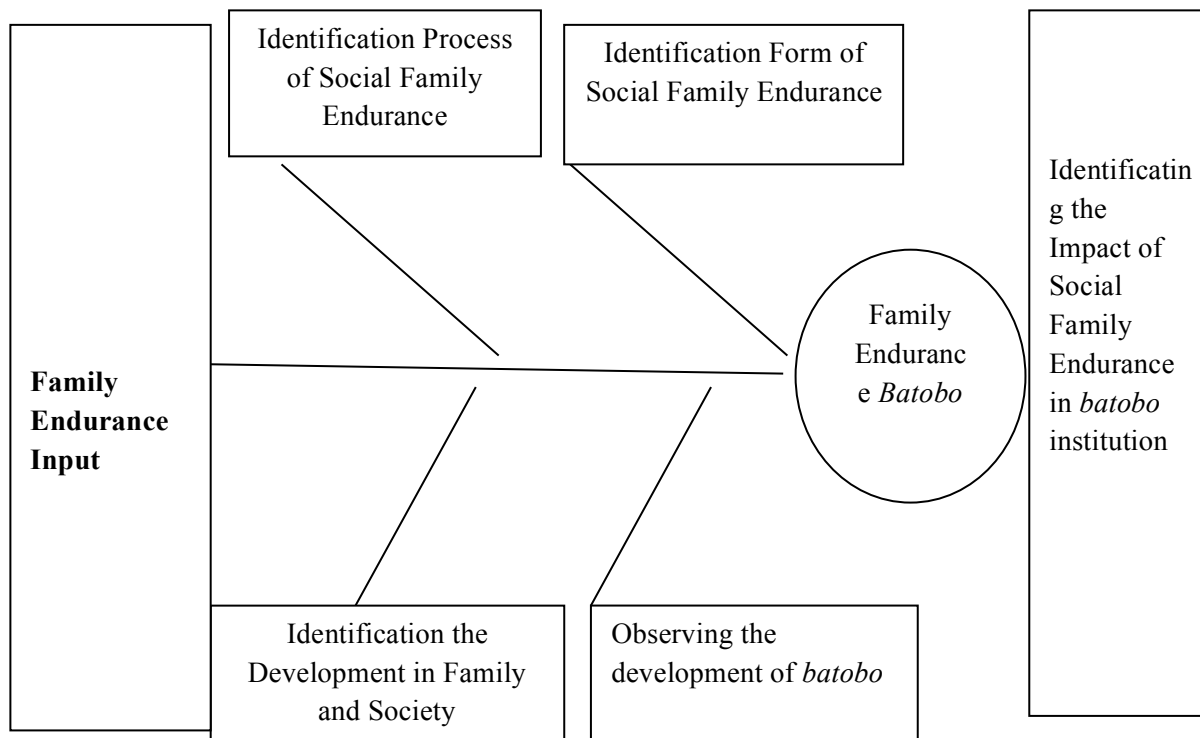 Identification Process
of Social Family
Endurance
Identification Form of
Social Family Endurance
Family
Endurance
Input
Family
Enduranc
e Batobo
Identificatin
g the
Impact of
Social
Family
Endurance
in batobo
institution
Identification the
Development in Family
and Society
Observing the
development of batobo